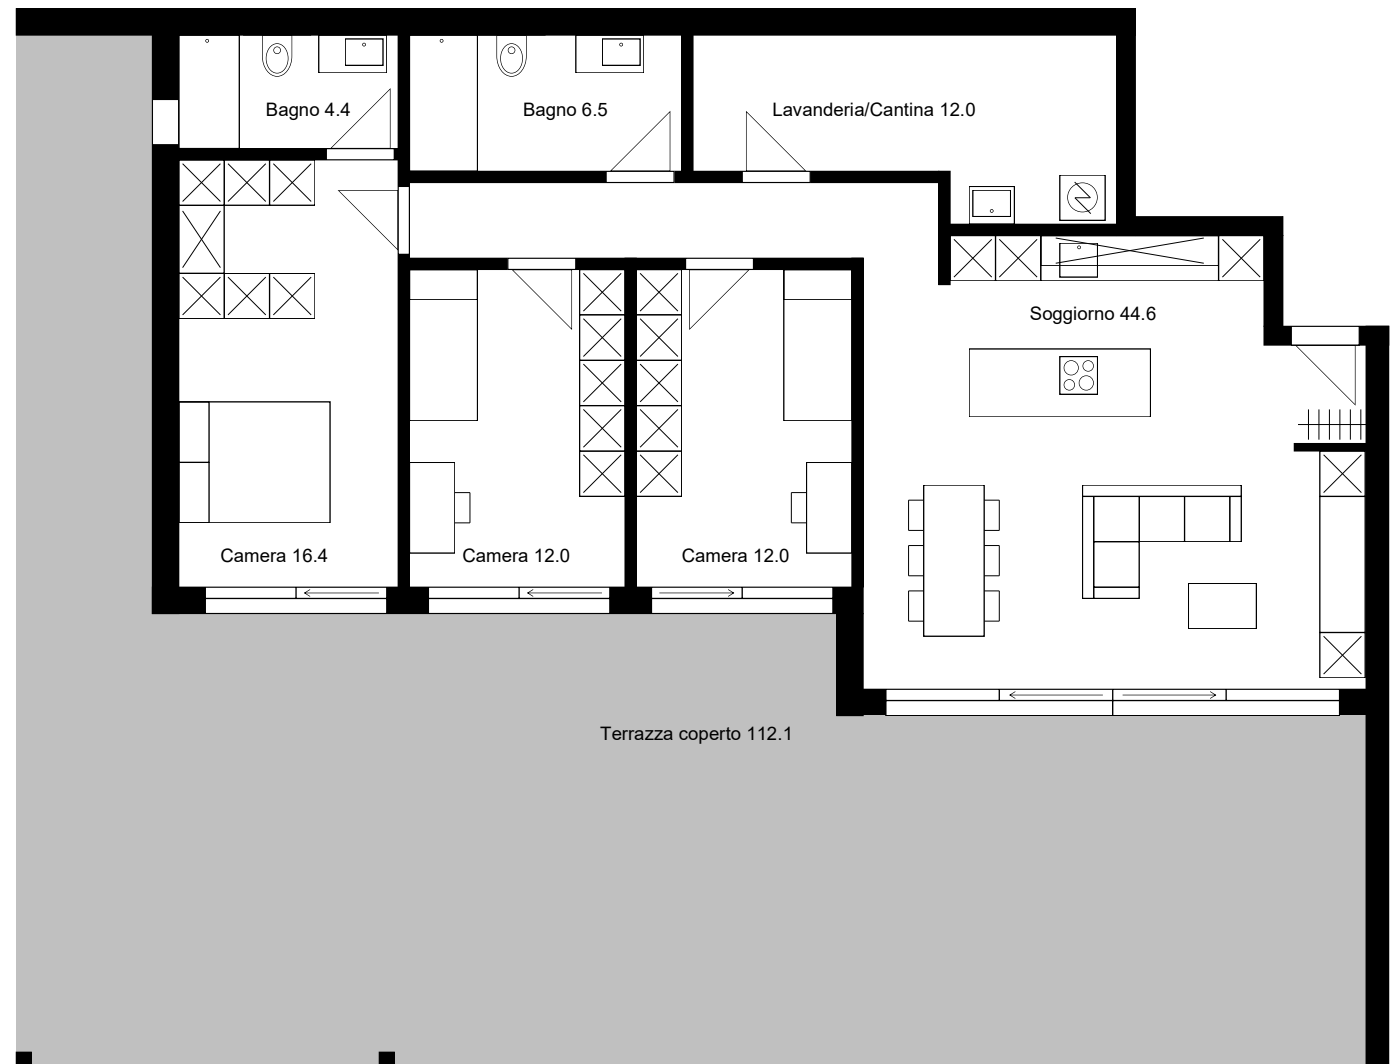 Bagno 4.4
Bagno 6.5
Lavanderia/Cantina 12.0
Soggiorno 44.6
Camera 16.4
Camera 12.0
Camera 12.0
Terrazza coperto 112.1